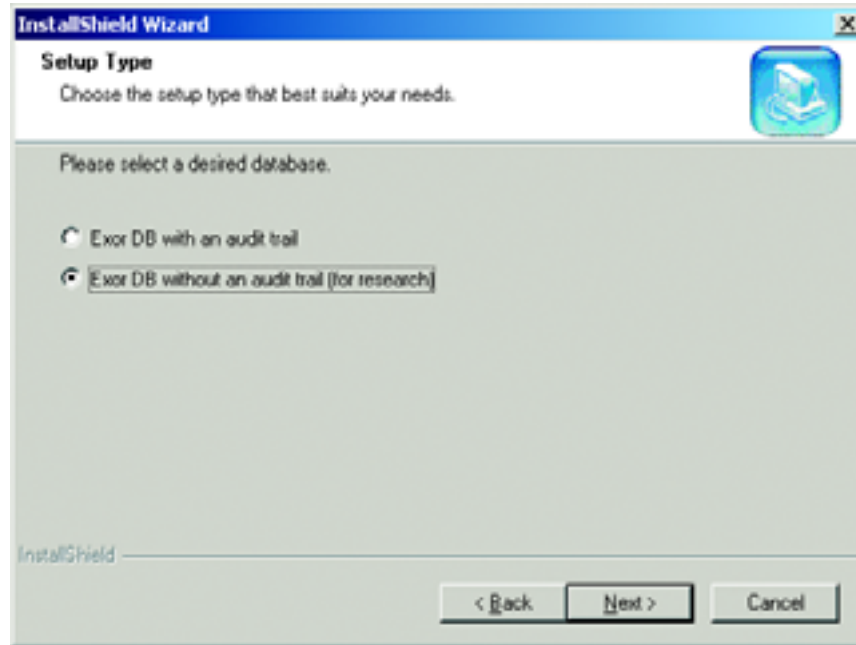 InstallShield Wizard
Setup Type
Choose the setup type that best suits your needs.
Please select a desired database.
Exor DB with an audit trail
Exor DB without an audit trail (for research)
InstallShield
< Back
Next >
Cancel